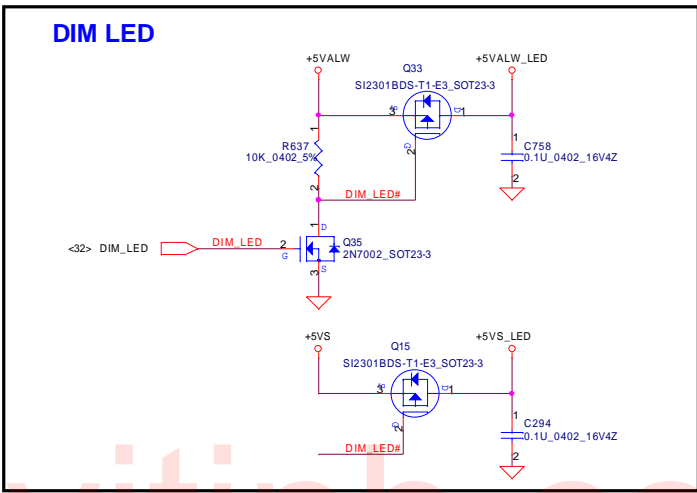 DIM LED
+5VALW
+5VALW_LED
Q33
SI2301BDS-T1-E3_SOT23-3
S
D
3
1
G
2
1
R637
10K_0402_5%
2
1
C758
0.1U_0402_16V4Z
2
DIM_LED#
1
D
<32> DIM_LED
DIM_LED
2
G
Q35
2N7002_SOT23-3
3
S
+5VS
+5VS_LED
Q15
SI2301BDS-T1-E3_SOT23-3
S
D
3
1
G
2
1
C294
0.1U_0402_16V4Z
2
DIM_LED#